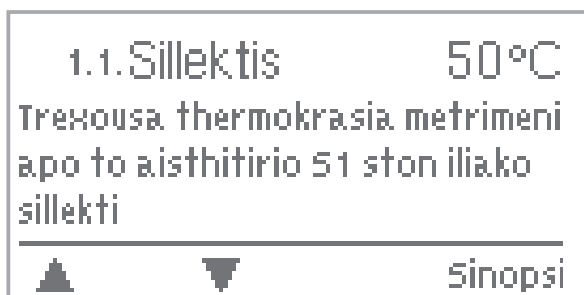 1.1.Sillektis 50°C
Trexousa thermokrasia metrimeni
apo to aisthitirio S1 ston iliako
sillekti
Sinopsi